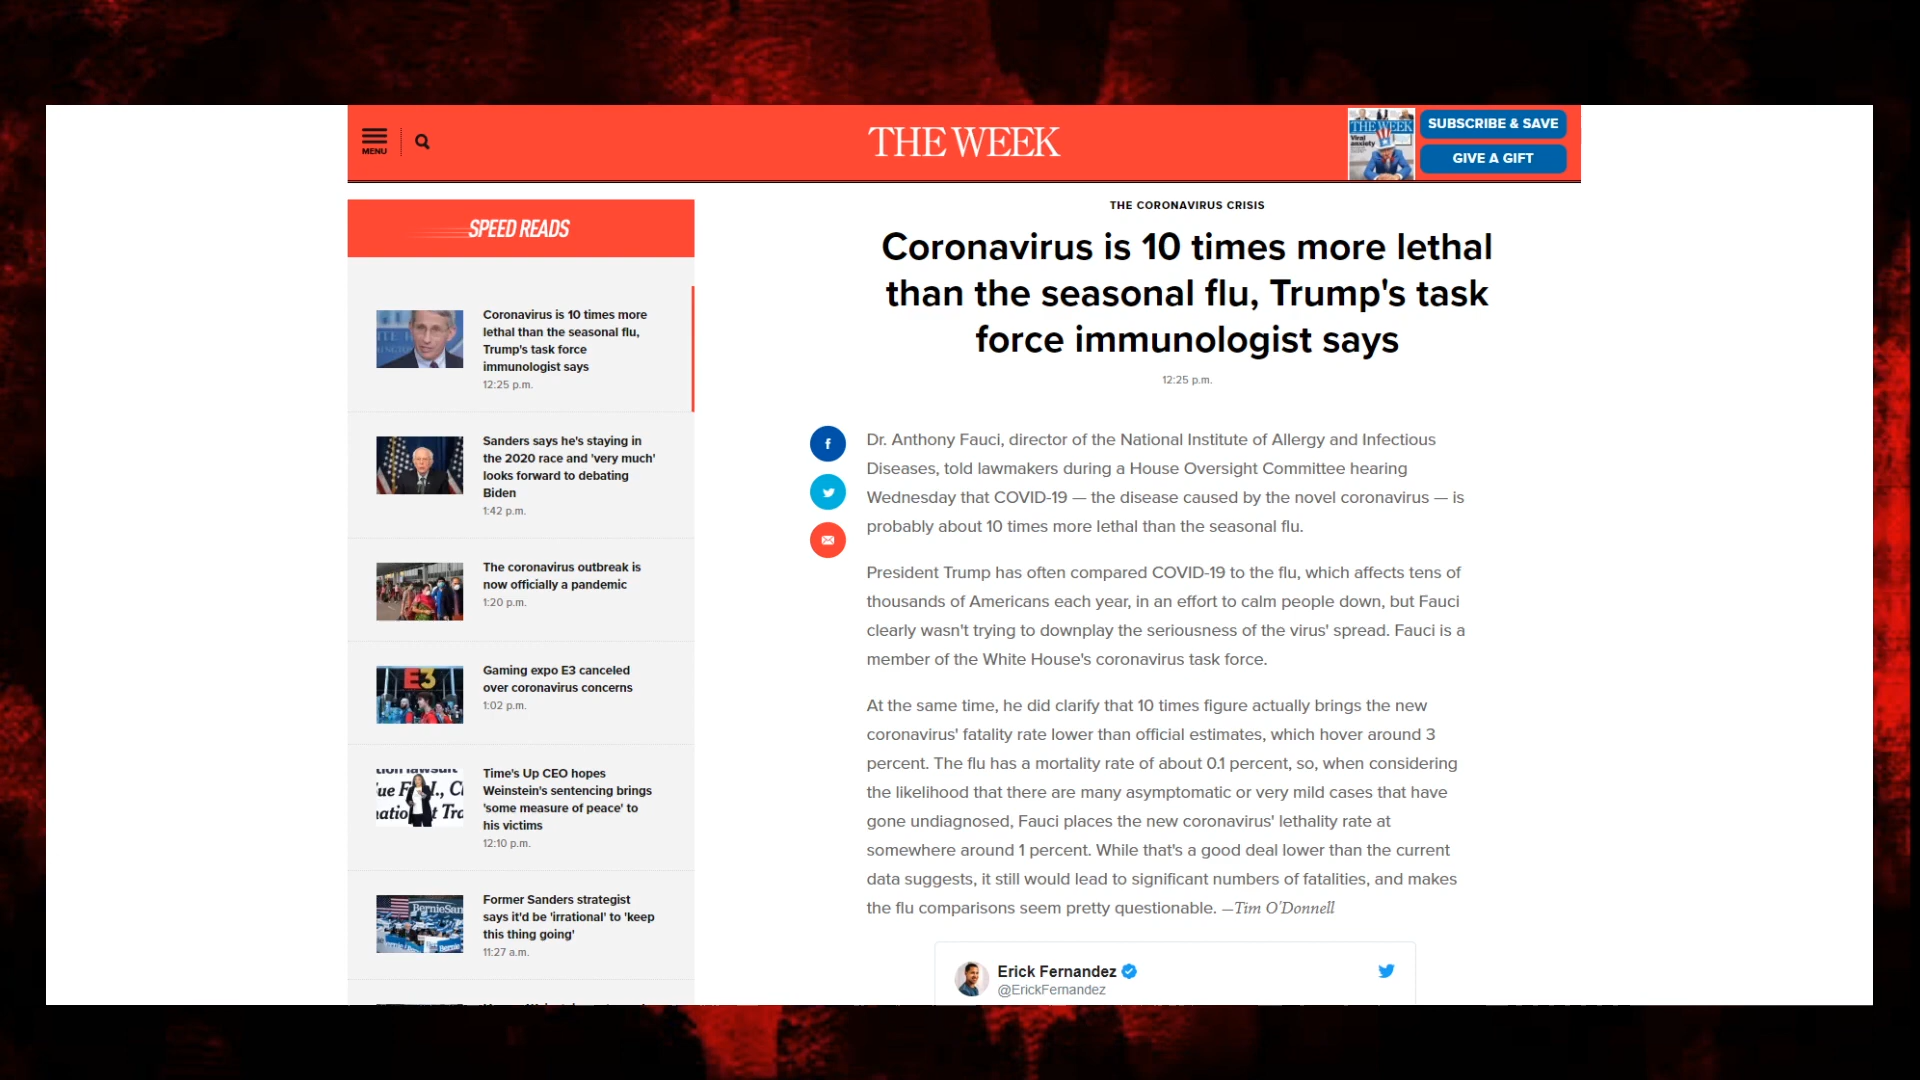 MENU
THE WEEK
THE WEEK
Viral
anxiety
SUBSCRIBE & SAVE
GIVE A GIFT
SPEED READS
Coronavirus is 10 times more
lethal than the seasonal flu,
Trump's task force
immunologist says
12:25 p.m.
Sanders says he's staying in
the 2020 race and 'very much'
looks forward to debating
Biden
1:42 p.m.
The coronavirus outbreak is
now officially a pandemic
1:20 p.m.
E3
Gaming expo E3 canceled
over coronavirus concerns
1:02 p.m.
Time's Up CEO hopes
Weinstein's sentencing brings
'some measure of peace' to
his victims
12:10 p.m.
Former Sanders strategist
says it'd be 'irrational' to 'keep
this thing going'
11:27 a.m.
THE CORONAVIRUS CRISIS
Coronavirus is 10 times more lethal
than the seasonal flu, Trump's task
force immunologist says
12:25 p.m.
Dr. Anthony Fauci, director of the National Institute of Allergy and Infectious
Diseases, told lawmakers during a House Oversight Committee hearing
Wednesday that COVID-19 — the disease caused by the novel coronavirus — is
probably about 10 times more lethal than the seasonal flu.
President Trump has often compared COVID-19 to the flu, which affects tens of
thousands of Americans each year, in an effort to calm people down, but Fauci
clearly wasn't trying to downplay the seriousness of the virus' spread. Fauci is a
member of the White House's coronavirus task force.
At the same time, he did clarify that 10 times figure actually brings the new
coronavirus' fatality rate lower than official estimates, which hover around 3
percent. The flu has a mortality rate of about 0.1 percent, so, when considering
the likelihood that there are many asymptomatic or very mild cases that have
gone undiagnosed, Fauci places the new coronavirus' lethality rate at
somewhere around 1 percent. While that's a good deal lower than the current
data suggests, it still would lead to significant numbers of fatalities, and makes
the flu comparisons seem pretty questionable. —Tim O'Donnell
Erick Fernandez
@ErickFernandez